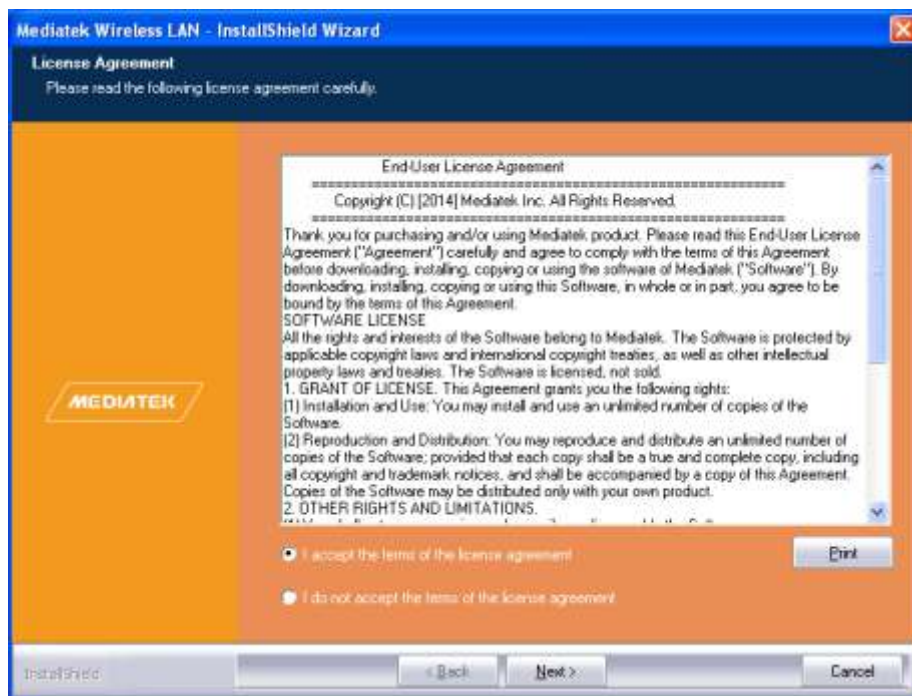 Mediatek Wireless LAN - InstallShield Wizard
License Agreement
Please read the following license agreement carefully.
End-User License Agreement
===========================================================
Copyright (C) [2014] Mediatek Inc. All Rights Reserved.
===========================================================
Thank you for purchasing and/or using Mediatek product. Please read this End-User License
Agreement ("Agreement") carefully and agree to comply with the terms of this Agreement
before downloading, installing, copying or using the software of Mediatek ("Software"). By
downloading, installing, copying or using this Software, in whole or in part, you agree to be
bound by the terms of this Agreement.
SOFTWARE LICENSE
All the rights and interests of the Software belong to Mediatek. The Software is protected by
applicable copyright laws and international copyright treaties, as well as other intellectual
property laws and treaties. The Software is licensed, not sold.
1. GRANT OF LICENSE. This Agreement grants you the following rights:
(1) Installation and Use: You may install and use an unlimited number of copies of the
Software.
(2) Reproduction and Distribution: You may reproduce and distribute an unlimited number of
copies of the Software; provided that each copy shall be a true and complete copy, including
all copyright and trademark notices, and shall be accompanied by a copy of this Agreement.
Copies of the Software may be distributed only with your own product.
2. OTHER RIGHTS AND LIMITATIONS.
MEDIATEK
I accept the terms of the license agreement
Print
I do not accept the terms of the license agreement
InstallShield
< Back
Next >
Cancel